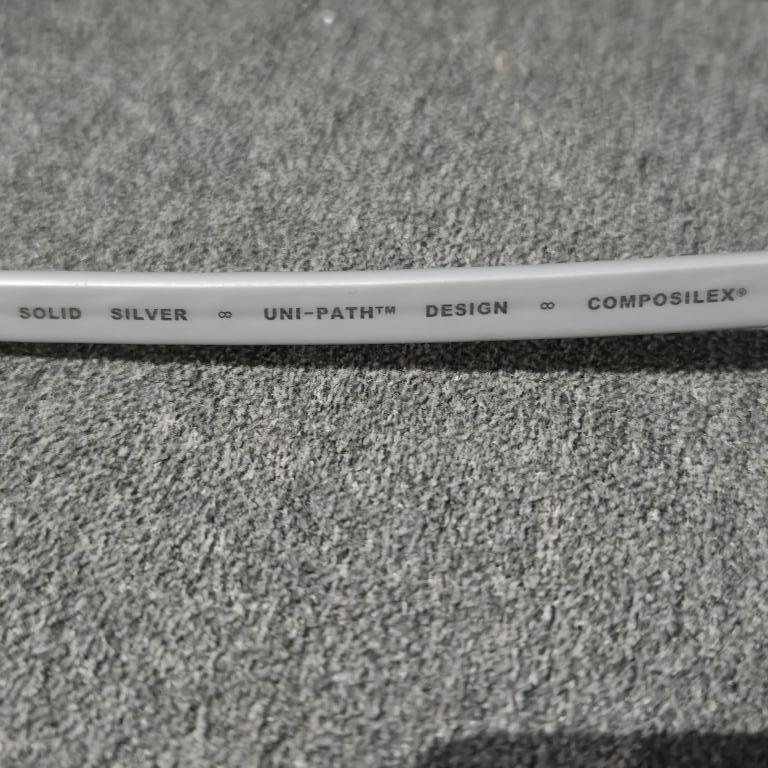 SOLID SILVER ∞ UNI-PATH™ DESIGN ∞ COMPOSILEX®